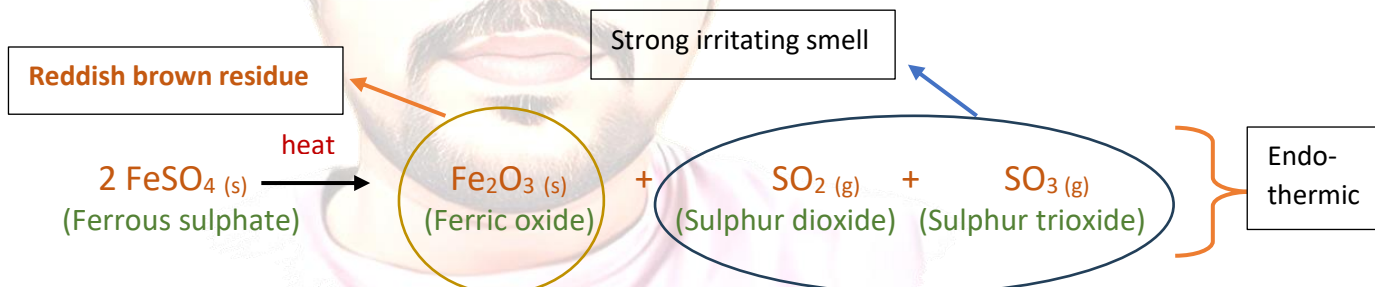 Strong irritating smell
Reddish brown residue
heat
Endo-
thermic
2 FeSO₄ (s) Fe₂O₃ (s) + SO₂ (g) + SO₃ (g)
(Ferrous sulphate) (Ferric oxide) (Sulphur dioxide) (Sulphur trioxide)